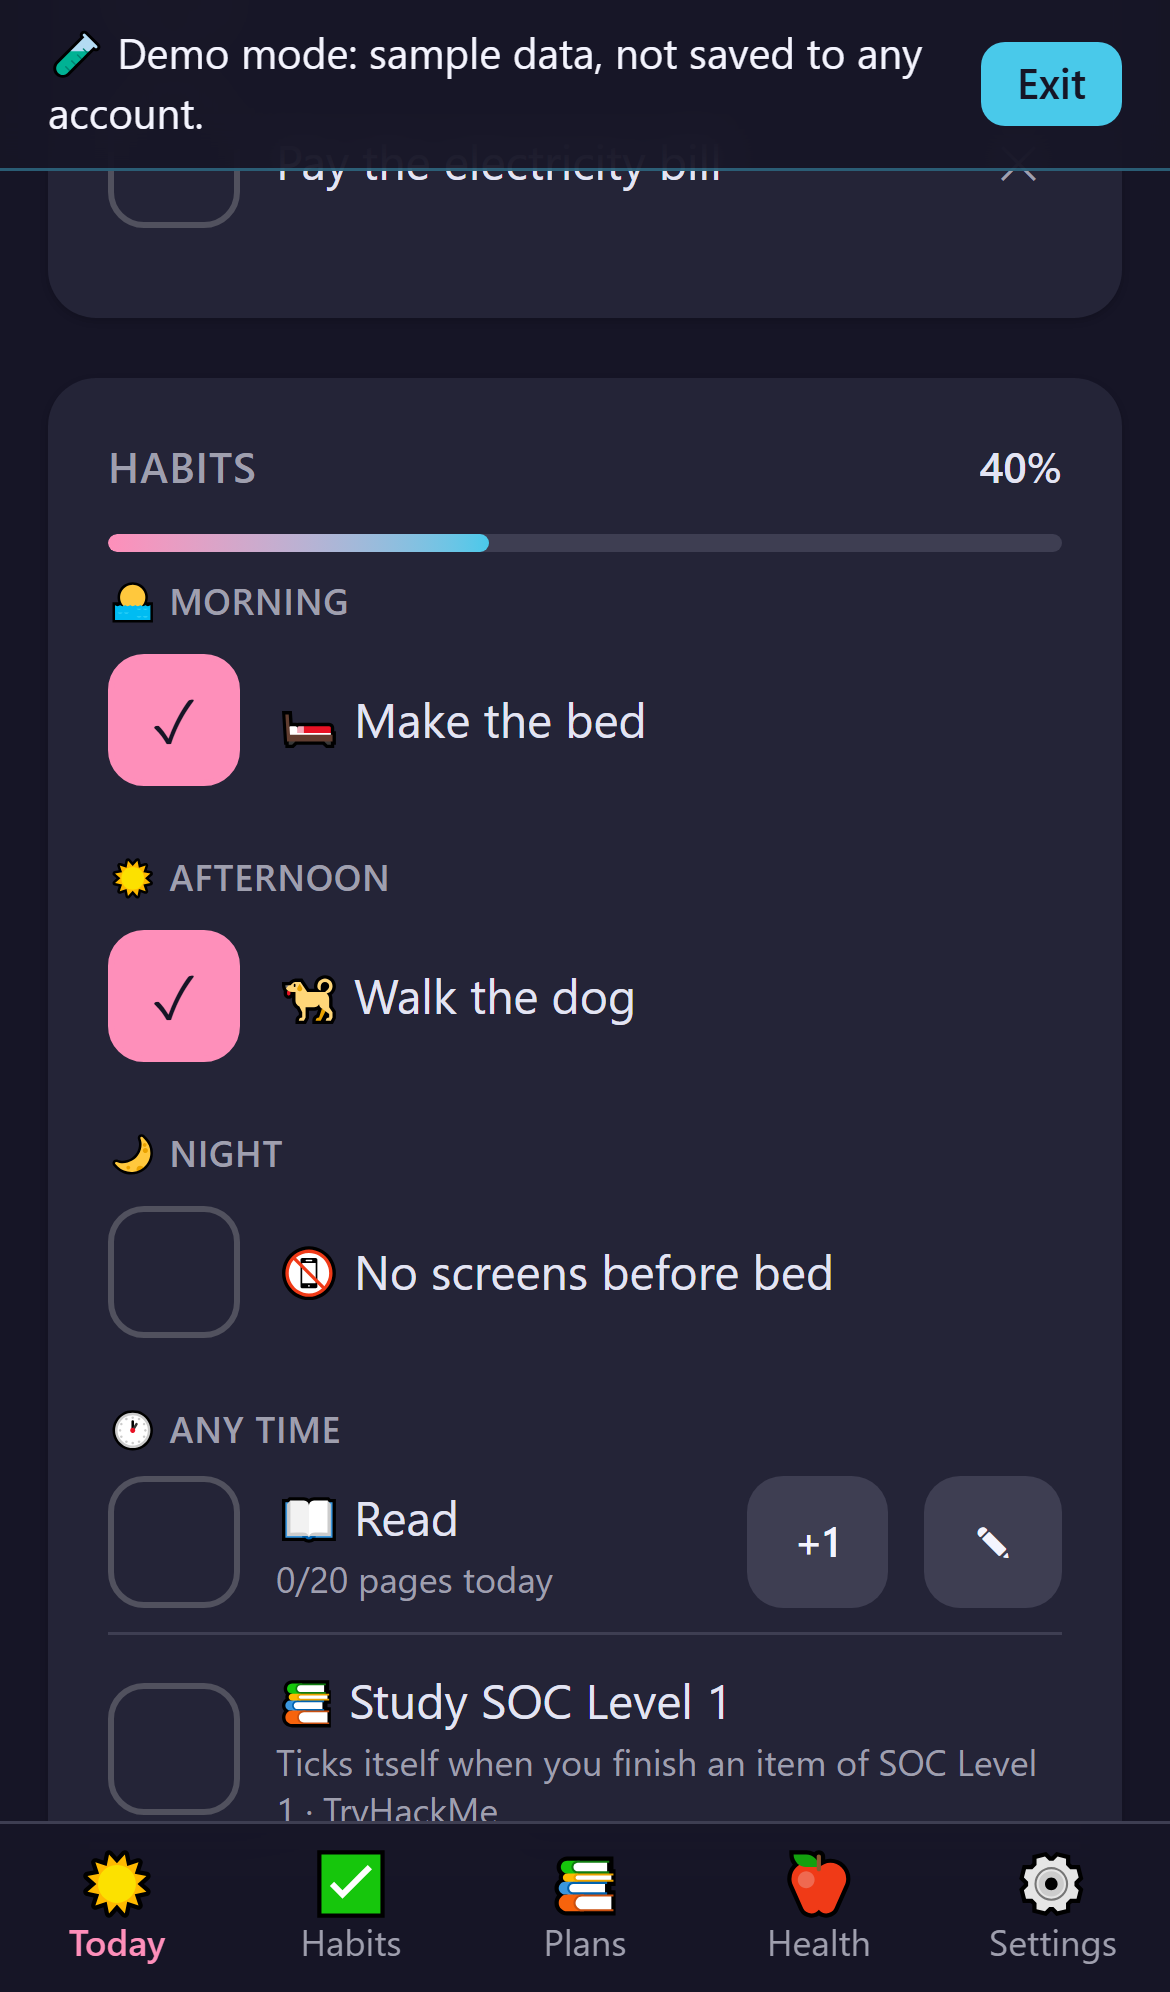 Demo mode: sample data, not saved to any
account.
Exit
Pay the electricity bill
HABITS
40%
MORNING
Make the bed
AFTERNOON
Walk the dog
NIGHT
No screens before bed
ANY TIME
Read
0/20 pages today
+1
Study SOC Level 1
Ticks itself when you finish an item of SOC Level
1 · TryHackMe
Today
Habits
Plans
Health
Settings